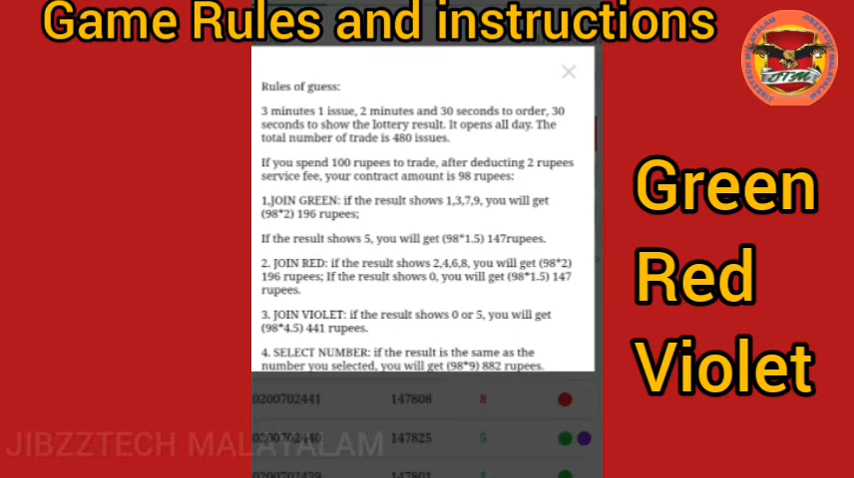 Game Rules and instructions
JIBZZTECH MALAYALAM
JTM
JIBZZTECH MALAYALAM
Rules of guess:
3 minutes 1 issue, 2 minutes and 30 seconds to order, 30
seconds to show the lottery result. It opens all day. The
total number of trade is 480 issues.
If you spend 100 rupees to trade, after deducting 2 rupees
service fee, your contract amount is 98 rupees:
1.JOIN GREEN: if the result shows 1,3,7,9, you will get
(98*2) 196 rupees;
If the result shows 5, you will get (98*1.5) 147rupees.
2. JOIN RED: if the result shows 2,4,6,8, you will get (98*2)
196 rupees; If the result shows 0, you will get (98*1.5) 147
rupees.
3. JOIN VIOLET: if the result shows 0 or 5, you will get
(98*4.5) 441 rupees.
4. SELECT NUMBER: if the result is the same as the
number you selected, you will get (98*9) 882 rupees.
Green
Red
Violet
0200702441 147808 8
0200702440 147825 5
0200702439 147801
JIBZZTECH MALAYALAM